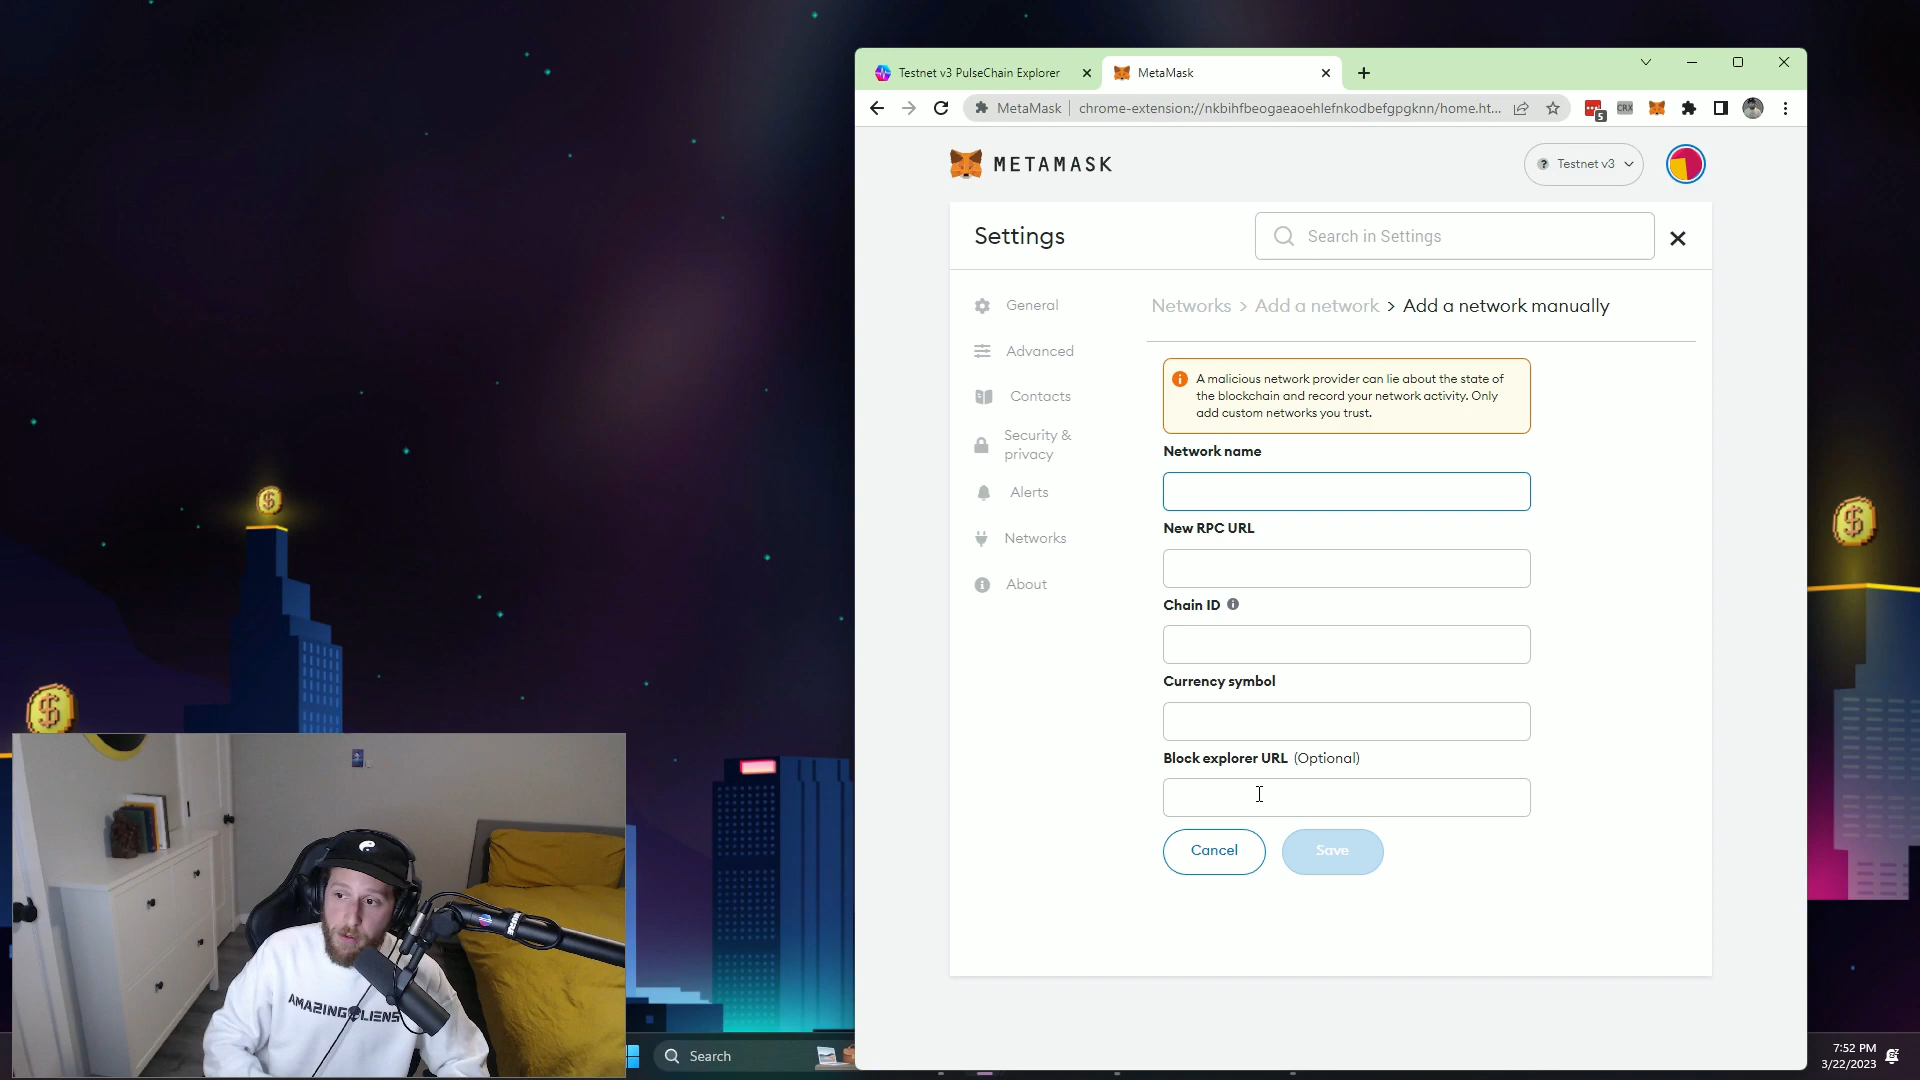 Testnet v3 PulseChain Explorer
MetaMask
MetaMask
chrome-extension://nkbihfbeogaeaoehlefnkodbefgpgknn/home.ht...
5
CRX
METAMASK
? Testnet v3
Settings
Search in Settings
General
Advanced
Contacts
Security &
privacy
Alerts
Networks
About
Networks > Add a network > Add a network manually
A malicious network provider can lie about the state of
the blockchain and record your network activity. Only
add custom networks you trust.
Network name
New RPC URL
Chain ID
Currency symbol
Block explorer URL (Optional)
Cancel
Save
$
$
$
AMAZING ALIENS
SHURE
Search
7:52 PM
3/22/2023